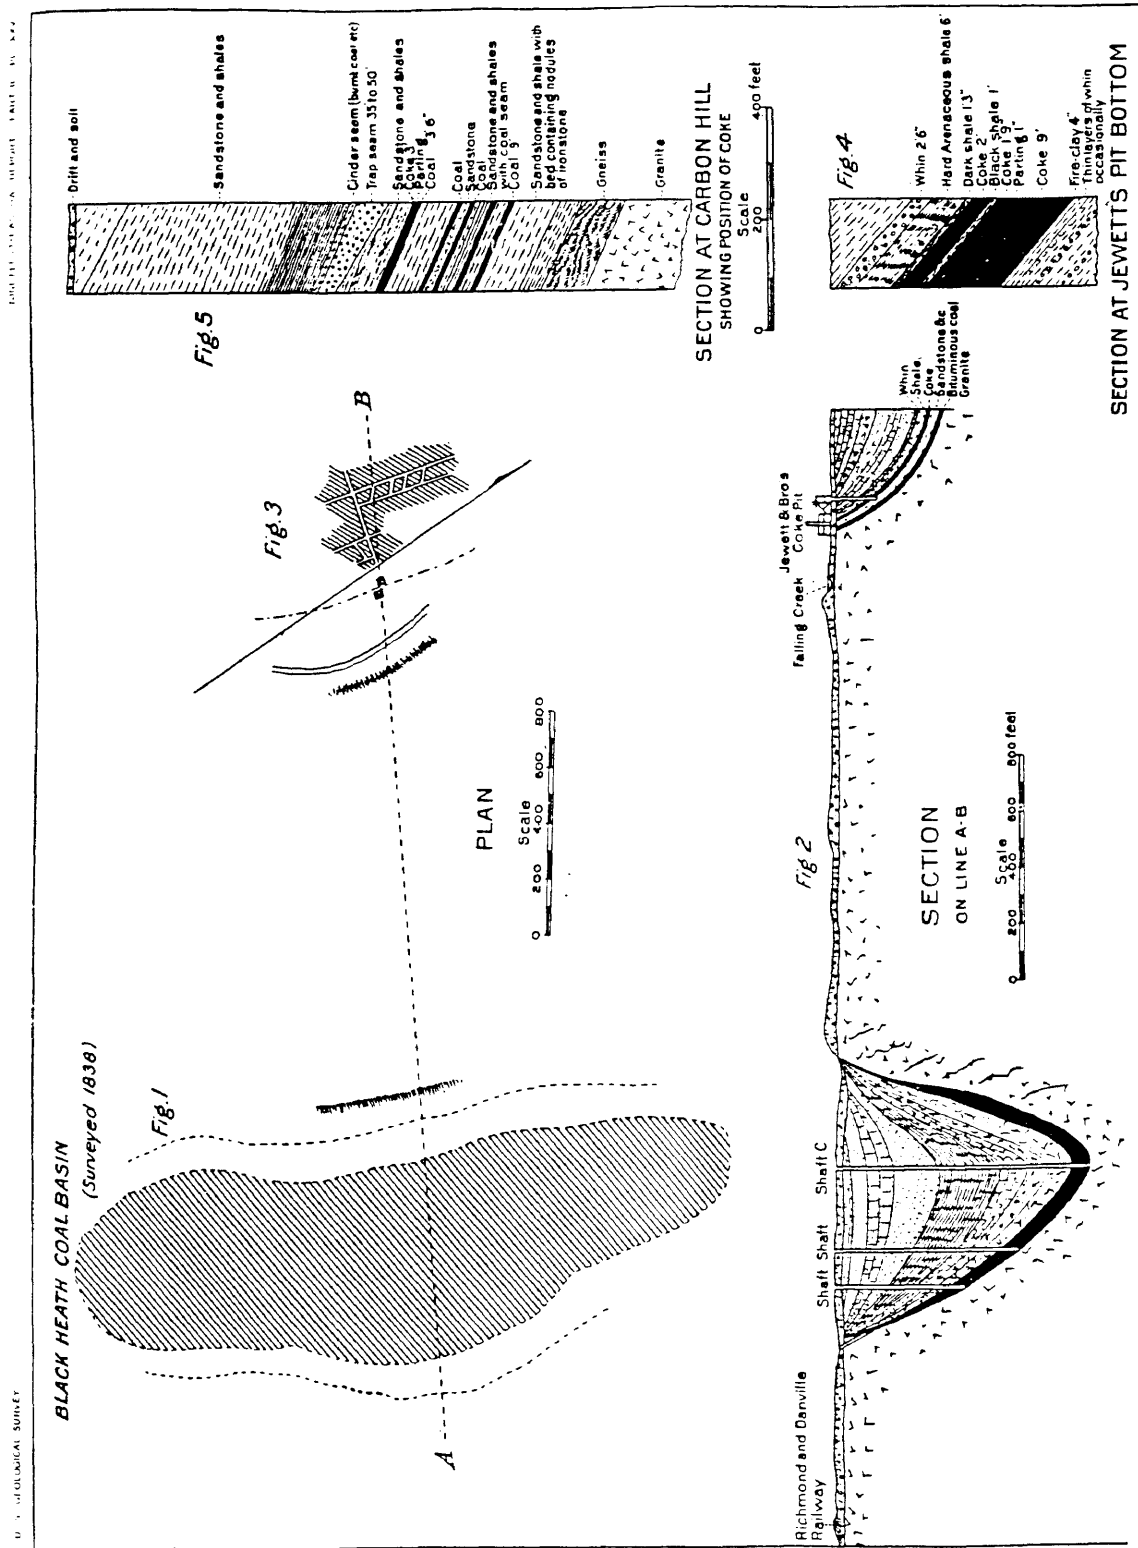 U. S. GEOLOGICAL SURVEY
BLACK HEATH COAL BASIN
(Surveyed 1838)
Fig.1
A
B
Fig.3
PLAN
Scale
0 200 400 600 800
Fig.5
Drift and soil
Sandstone and shales
Cinder seam (burnt coal etc)
Trap seam 35 to 50'
Sandstone and shales
Coke 3'
Parting
Coal 3'6"
Coal
Sandstone
Coal
Sandstone and shales
with coal seam
Coal 9"
Sandstone and shale with
bed containing nodules
of ironstone
Gneiss
Granite
SECTION AT CARBON HILL
SHOWING POSITION OF COKE
Scale
0 200 400 feet
Richmond and Danville
Railway
Shaft
Shaft
Shaft C
Fig 2
SECTION
ON LINE A-B
Scale
0 200 400 600 800 feet
Falling Creek
Jewett & Bros
Coke Pit
Whin
Shale
Coke
Sandstone &c
Bituminous coal
Granite
Fig.4
Whin 2'6"
Hard Arenaceous shale 6'
Dark shale 1'3"
Coke 2'
Black shale 1'
Coke 1'9"
Parting 1"
Coke 9'
Fire-clay 4"
Thin layers of whin
occasionally
SECTION AT JEWETTS PIT BOTTOM